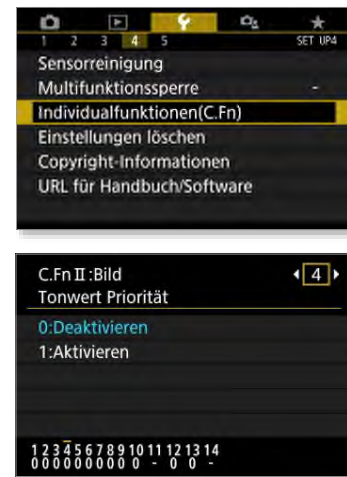 1 2 3 4 5 SET UP4
Sensorreinigung
Multifunktionssperre -
Individualfunktionen(C.Fn)
Einstellungen löschen
Copyright-Informationen
URL für Handbuch/Software
C.Fn II :Bild 4
Tonwert Priorität
0:Deaktivieren
1:Aktivieren
1 2 3 4 5 6 7 8 9 10 11 12 13 14
0 0 0 0 0 0 0 0 0 0 - 0 0 -